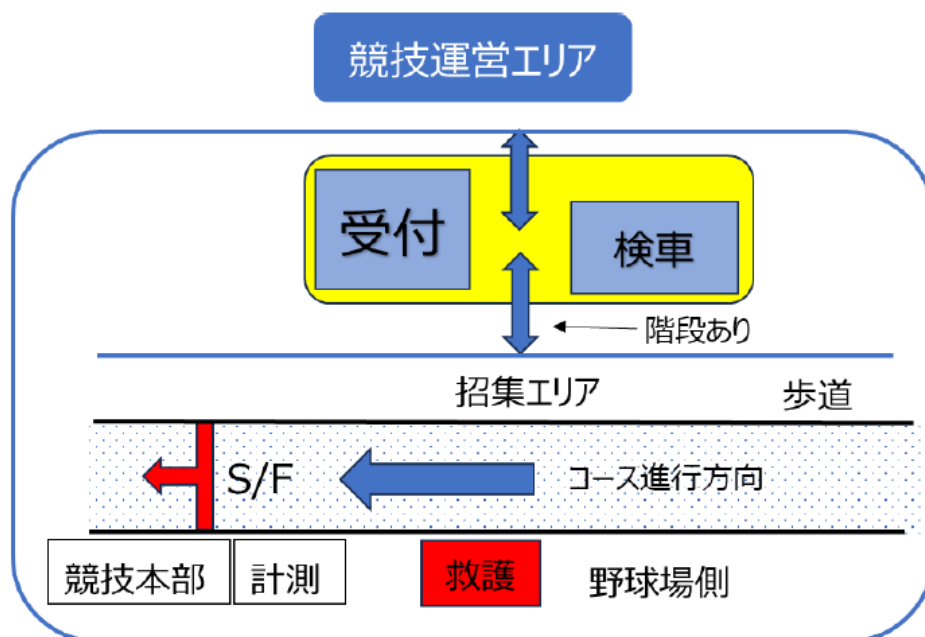 競技運営エリア
受付
検車
階段あり
招集エリア
歩道
S/F
コース進行方向
競技本部
計測
救護
野球場側